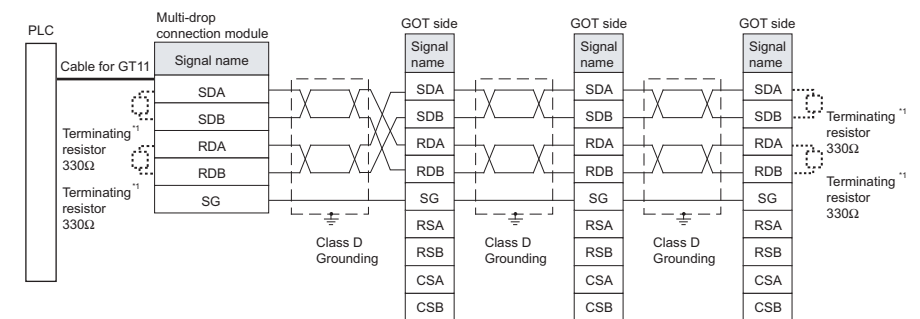 PLC
Multi-drop
connection module
Cable for GT11
Signal name
SDA
SDB
RDA
RDB
SG
Terminating *1
resistor
330Ω
Terminating *1
resistor
330Ω
Class D
Grounding
GOT side
Signal
name
SDA
SDB
RDA
RDB
SG
RSA
RSB
CSA
CSB
Class D
Grounding
GOT side
Signal
name
SDA
SDB
RDA
RDB
SG
RSA
RSB
CSA
CSB
Class D
Grounding
GOT side
Signal
name
SDA
SDB
RDA
RDB
SG
RSA
RSB
CSA
CSB
Terminating *1
resistor
330Ω
Terminating *1
resistor
330Ω